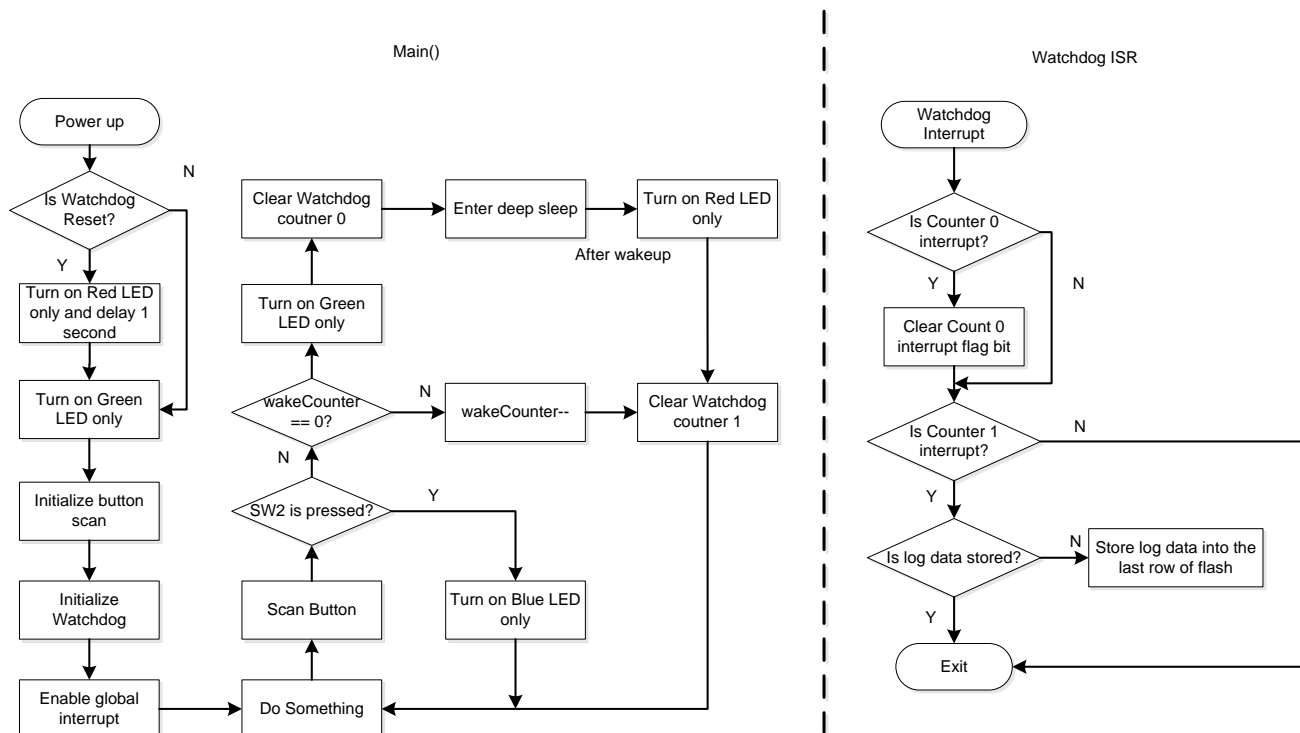 Main()
Power up
Is Watchdog
Reset?
N
Y
Turn on Red LED
only and delay 1
second
Turn on Green
LED only
Initialize button
scan
Initialize
Watchdog
Enable global
interrupt
Do Something
Scan Button
SW2 is pressed?
N
Y
Turn on Blue LED
only
wakeCounter
== 0?
N
wakeCounter--
Turn on Green
LED only
Clear Watchdog
coutner 0
Enter deep sleep
Turn on Red LED
only
After wakeup
Clear Watchdog
coutner 1
Watchdog ISR
Watchdog
Interrupt
Is Counter 0
interrupt?
Y
N
Clear Count 0
interrupt flag bit
Is Counter 1
interrupt?
N
Y
Is log data stored?
N
Store log data into the
last row of flash
Y
Exit